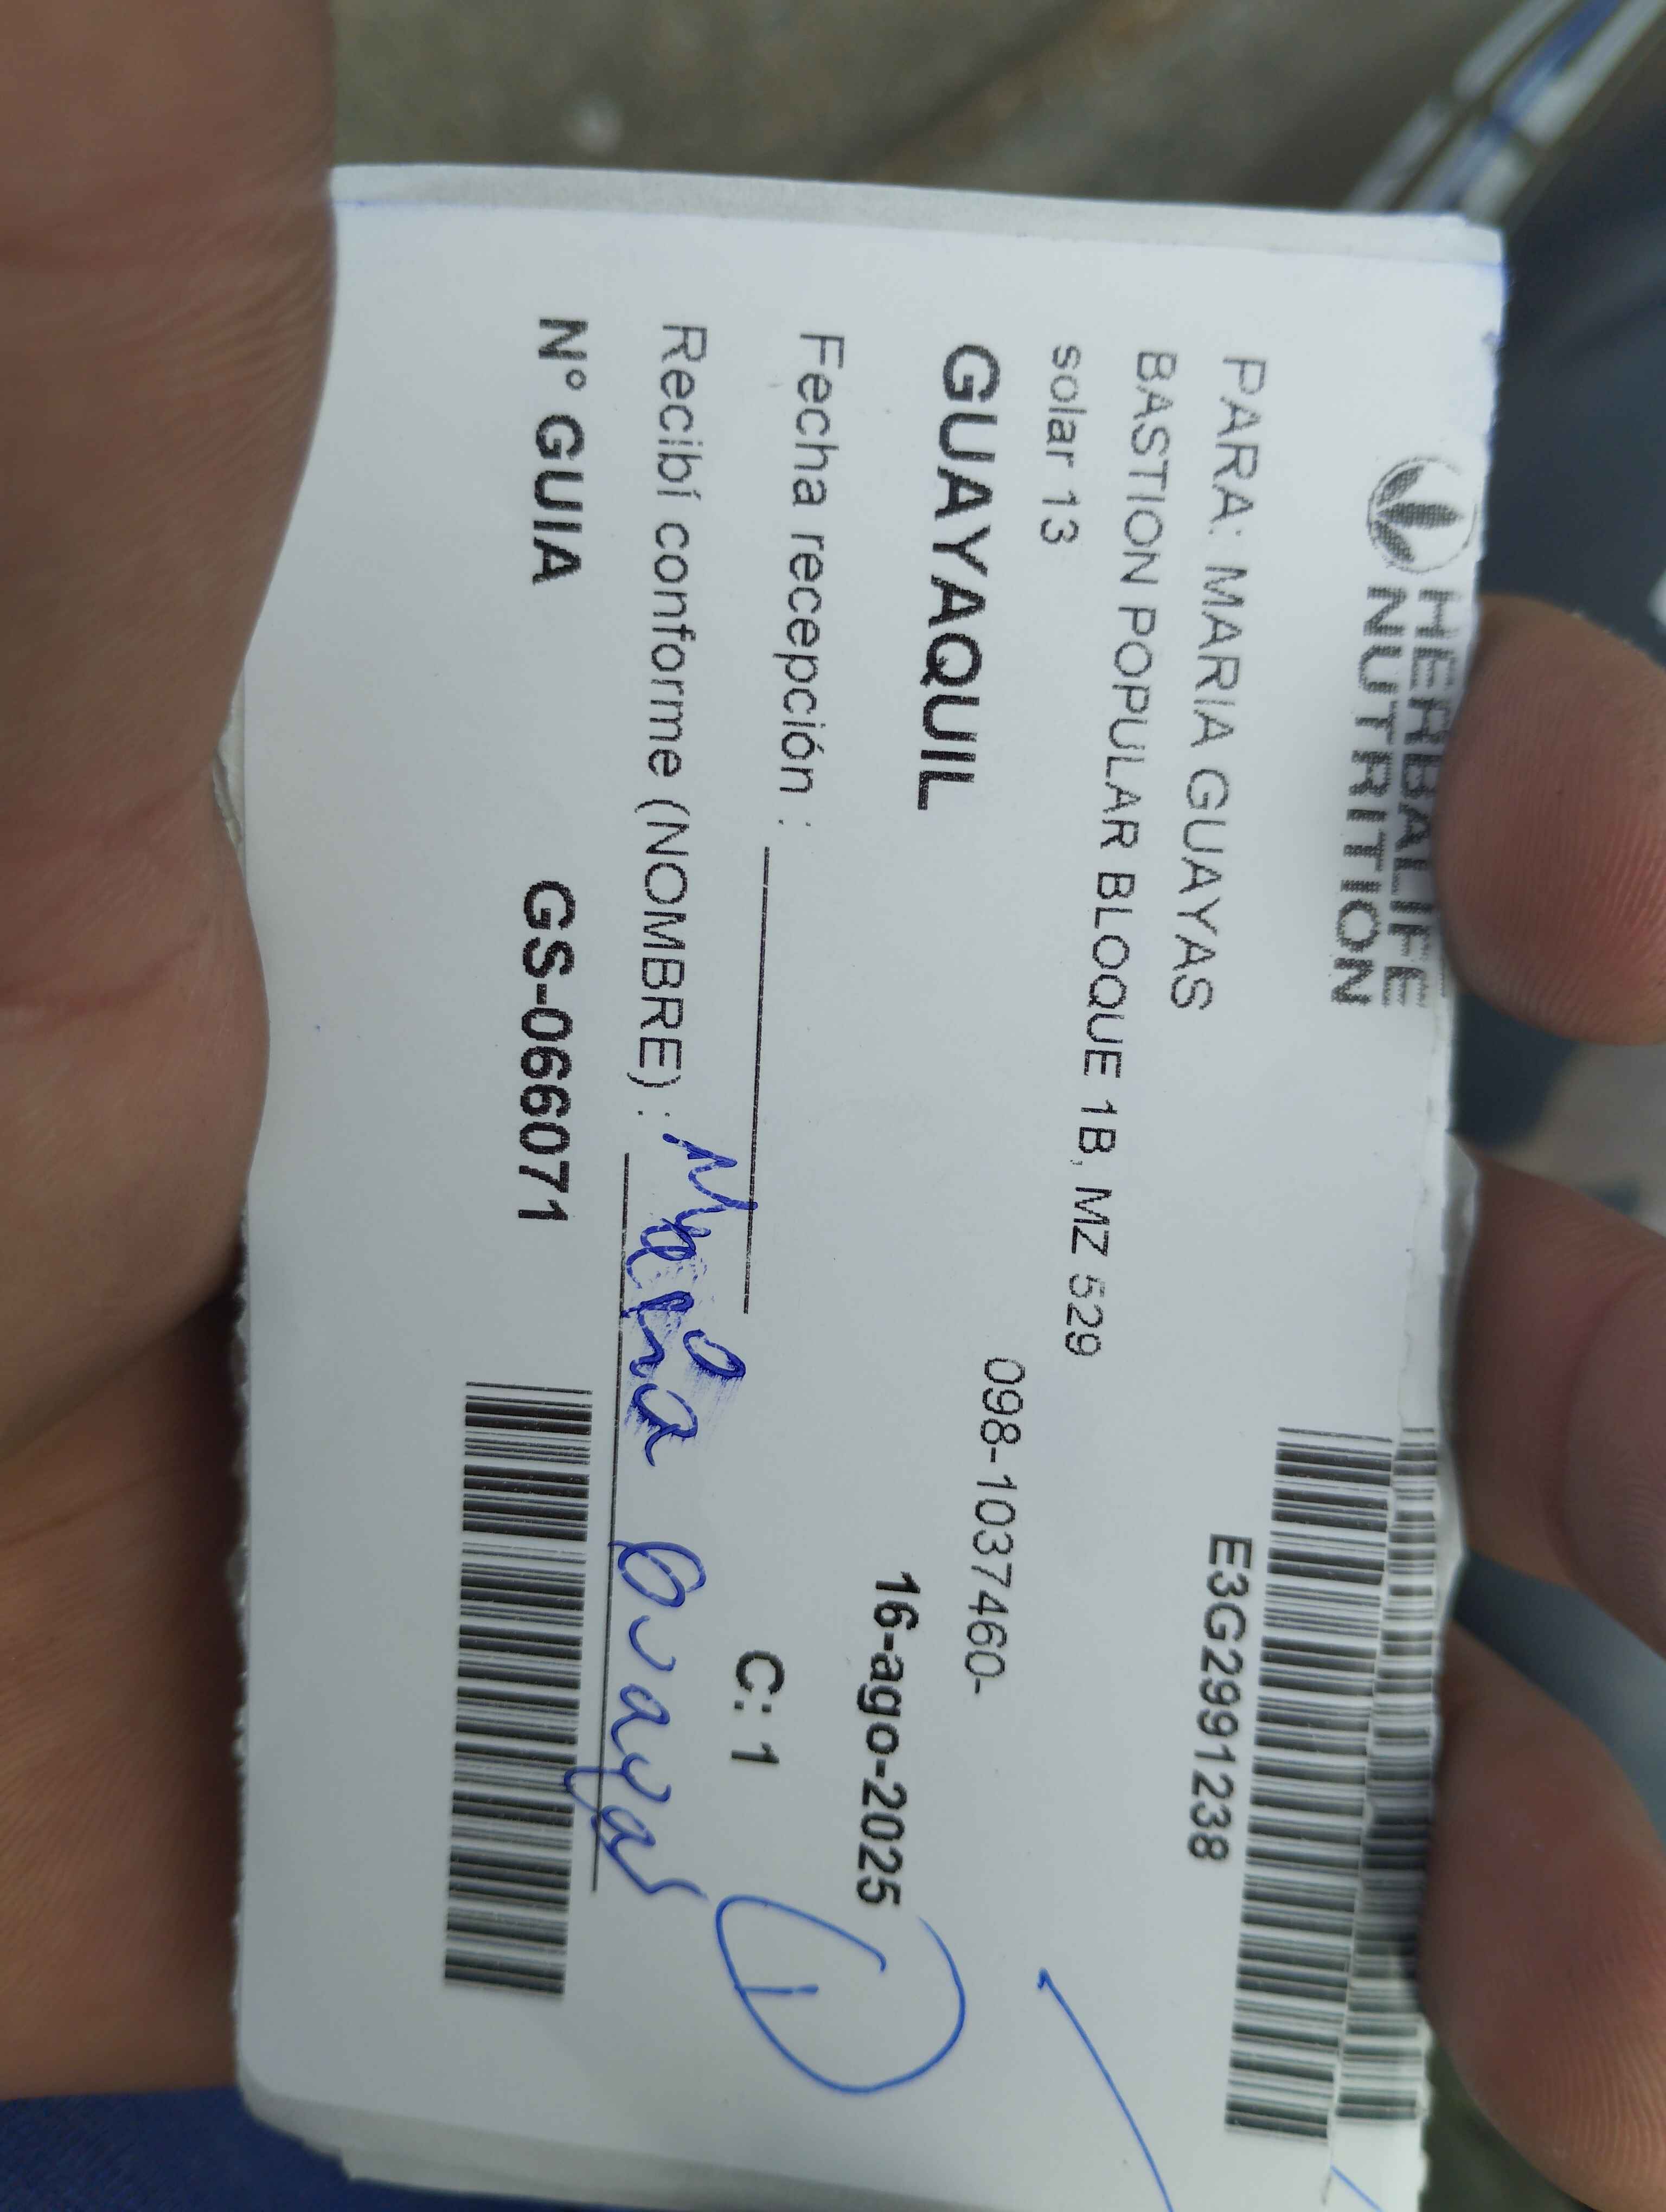 HERBALIFE
NUTRITION
E3G2991238
PARA: MARIA GUAYAS
BASTION POPULAR BLOQUE 1B, MZ 529
solar 13
098-1037460-
GUAYAQUIL
16-ago-2025
Fecha recepción :
C: 1
Recibí conforme (NOMBRE) : Maria Guayas
N° GUIA GS-066071
1